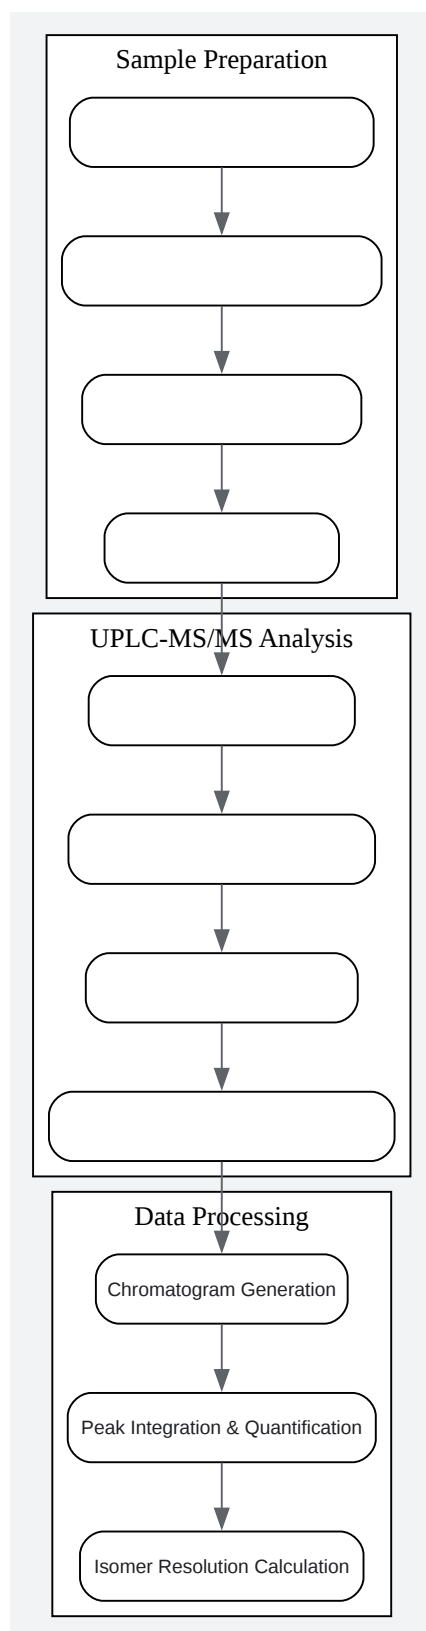 Sample Preparation
UPLC-MS/MS Analysis
Data Processing
Chromatogram Generation
Peak Integration & Quantification
Isomer Resolution Calculation